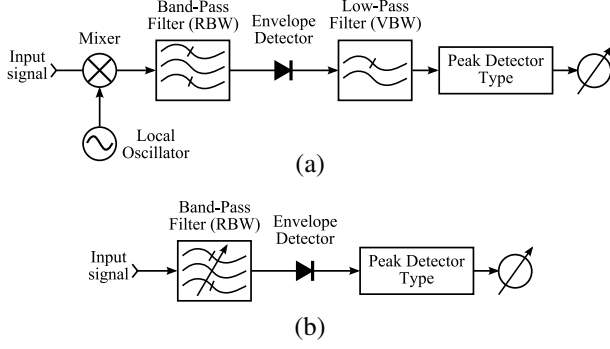 Band-Pass
Filter (RBW)
Envelope
Detector
Low-Pass
Filter (VBW)
Mixer
Input
signal
Peak Detector
Type
Local
Oscillator
(a)
Band-Pass
Filter (RBW)
Envelope
Detector
Input
signal
Peak Detector
Type
(b)